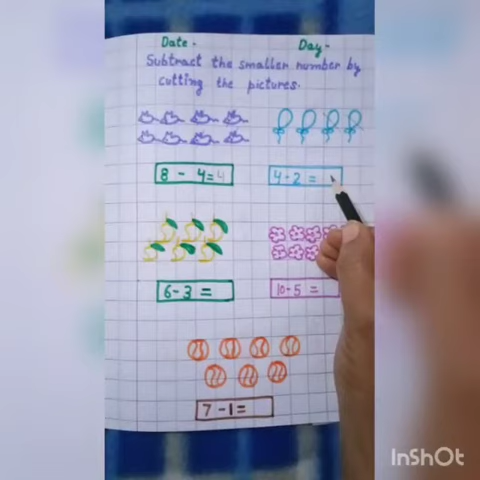 Date - Day-
Subtract the smaller number by
cutting the pictures.
8 - 4 = 4
4 - 2 =
6 - 3 =
10 - 5 =
7 - 1 =
InShOt